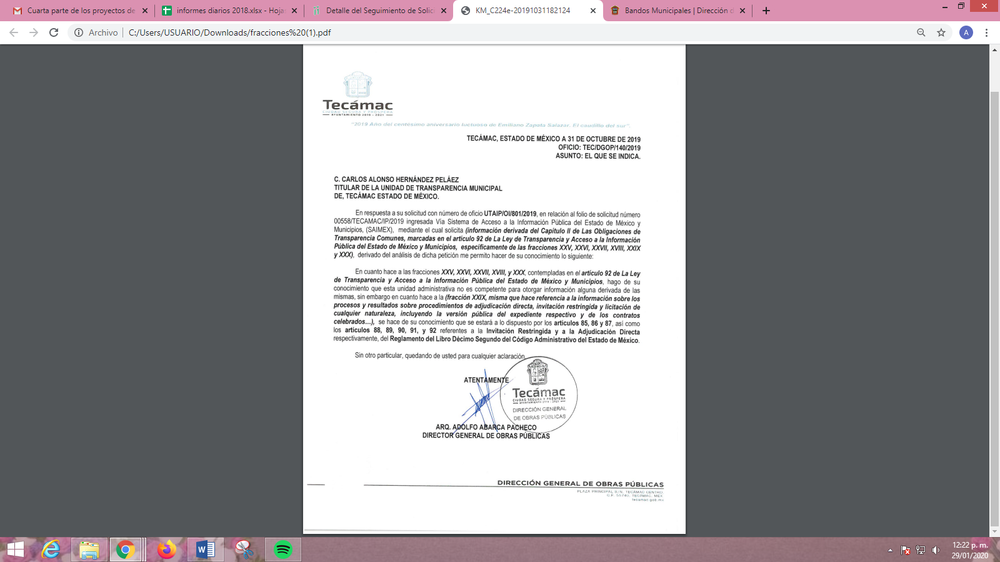 Cuarta parte de los proyectos de
informes diarios 2018.xlsx - Hoja
Detalle del Seguimiento de Solici
KM_C224e-20191031182124
Bandos Municipales | Dirección d
Archivo
C:/Users/USUARIO/Downloads/fracciones%20(1).pdf
A
Tecámac
CIUDAD SEGURA Y PRÓSPERA
AYUNTAMIENTO 2019 - 2021
"2019 Año del centésimo aniversario luctuoso de Emiliano Zapata Salazar. El caudillo del sur".
TECÁMAC, ESTADO DE MÉXICO A 31 DE OCTUBRE DE 2019
OFICIO: TEC/DGOP/140/2019
ASUNTO: EL QUE SE INDICA.
C. CARLOS ALONSO HERNÁNDEZ PELÁEZ
TITULAR DE LA UNIDAD DE TRANSPARENCIA MUNICIPAL
DE, TECÁMAC ESTADO DE MÉXICO.
En respuesta a su solicitud con número de oficio UTAIP/OI/801/2019, en relación al folio de solicitud número
00558/TECAMAC/IP/2019 ingresada Vía Sistema de Acceso a la Información Pública del Estado de México y
Municipios, (SAIMEX), mediante el cual solicita (información derivada del Capítulo II de Las Obligaciones de
Transparencia Comunes, marcadas en el artículo 92 de La Ley de Transparencia y Acceso a la Información
Pública del Estado de México y Municipios, específicamente de las fracciones XXV, XXVI, XXVII, XVIII, XXIX
y XXX), derivado del análisis de dicha petición me permito hacer de su conocimiento lo siguiente:
En cuanto hace a las fracciones XXV, XXVI, XXVII, XVIII, y XXX, contempladas en el artículo 92 de La Ley
de Transparencia y Acceso a la Información Pública del Estado de México y Municipios, hago de su
conocimiento que esta unidad administrativa no es competente para otorgar información alguna derivada de las
mismas, sin embargo en cuanto hace a la (fracción XXIX, misma que hace referencia a la información sobre los
procesos y resultados sobre procedimientos de adjudicación directa, invitación restringida y licitación de
cualquier naturaleza, incluyendo la versión pública del expediente respectivo y de los contratos
celebrados...), se hace de su conocimiento que se estará a lo dispuesto por los artículos 85, 86 y 87, así como
los artículos 88, 89, 90, 91, y 92 referentes a la Invitación Restringida y a la Adjudicación Directa
respectivamente, del Reglamento del Libro Décimo Segundo del Código Administrativo del Estado de México.
Sin otro particular, quedando de usted para cualquier aclaración.
ATENTAMENTE
Tecámac
CIUDAD SEGURA Y PRÓSPERA
AYUNTAMIENTO 2019 - 2021
DIRECCIÓN GENERAL
DE OBRAS PÚBLICAS
ARQ. ADOLFO ABARCA PACHECO
DIRECTOR GENERAL DE OBRAS PÚBLICAS
DIRECCIÓN GENERAL DE OBRAS PÚBLICAS
PLAZA PRINCIPAL S/N, TECÁMAC CENTRO.
C.P. 55740, TECÁMAC, MÉX.
tecamac.gob.mx
12:22 p. m.
29/01/2020